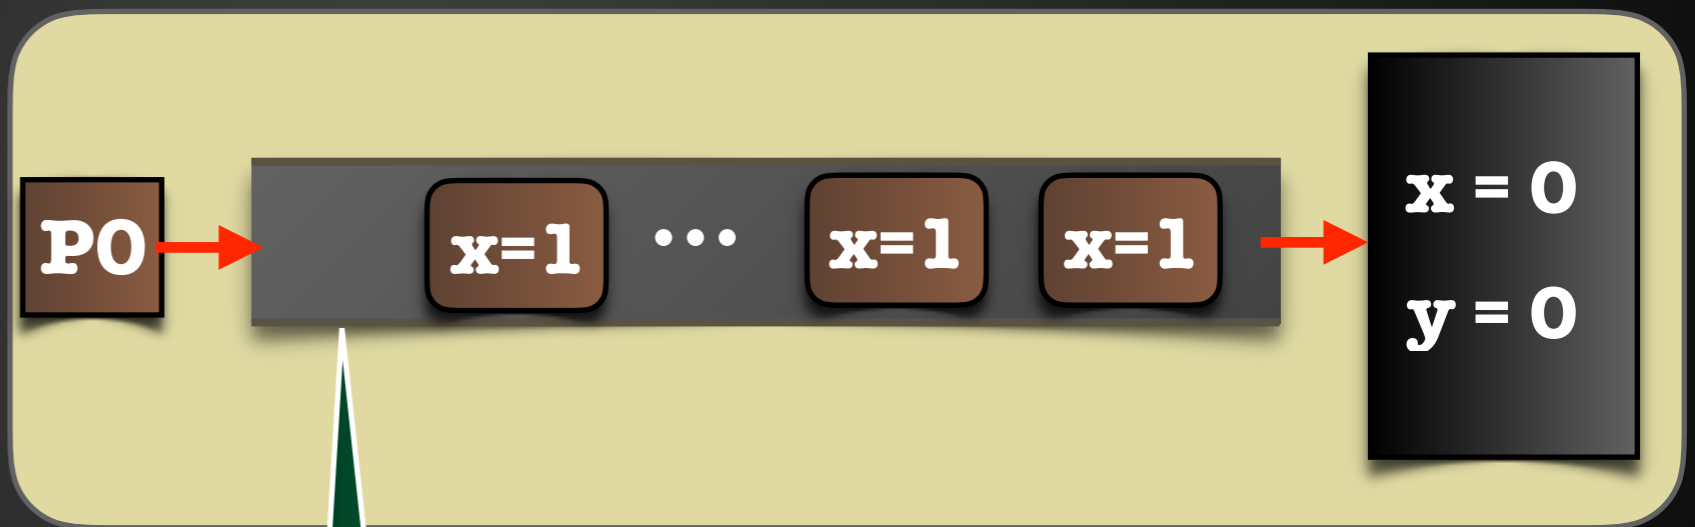 P0
x=1 ... x=1 x=1
x = 0
y = 0